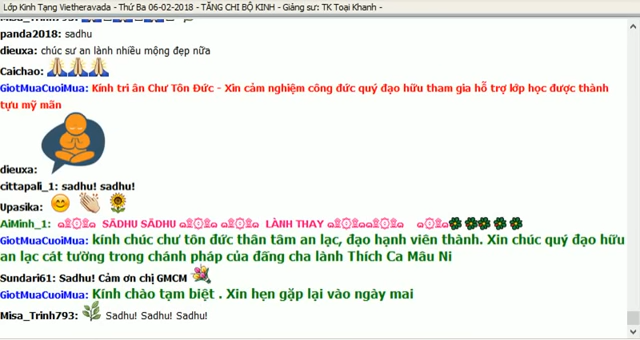 Lớp Kinh Tạng Vietheravada - Thứ Ba 06-02-2018 - TĂNG CHI BỘ KINH - Giảng sư: TK Toại Khanh -
panda2018: sadhu
dieuxa: chúc sư an lành nhiều mộng đẹp nữa
Caichao:
GiotMuaCuoiMua: Kính tri ân Chư Tôn Đức - Xin cảm nghiệm công đức quý đạo hữu tham gia hỗ trợ lớp học được thành
tựu mỹ mãn
dieuxa:
cittapali_1: sadhu! sadhu!
Upasika:
AiMinh_1: SĀDHU SĀDHU LÀNH THAY
GiotMuaCuoiMua: kính chúc chư tôn đức thân tâm an lạc, đạo hạnh viên thành. Xin chúc quý đạo hữu
an lạc cát tường trong chánh pháp của đấng cha lành Thích Ca Mâu Ni
Sundari61: Sadhu! Cảm ơn chị GMCM
GiotMuaCuoiMua: Kính chào tạm biệt . Xin hẹn gặp lại vào ngày mai
Misa_Trinh793: Sadhu! Sadhu! Sadhu!